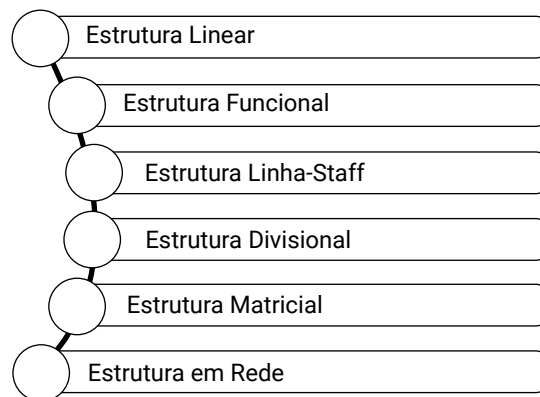 Estrutura Linear
Estrutura Funcional
Estrutura Linha-Staff
Estrutura Divisional
Estrutura Matricial
Estrutura em Rede